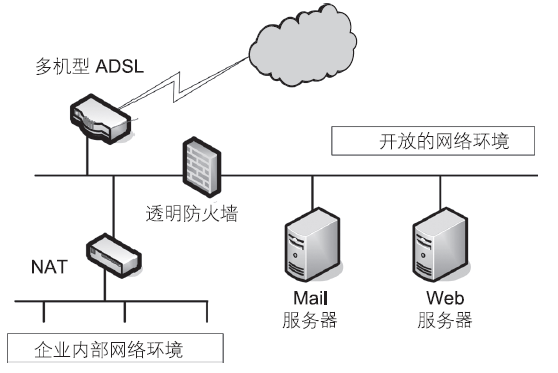 多机型 ADSL
开放的网络环境
透明防火墙
NAT
Mail
服务器
Web
服务器
企业内部网络环境